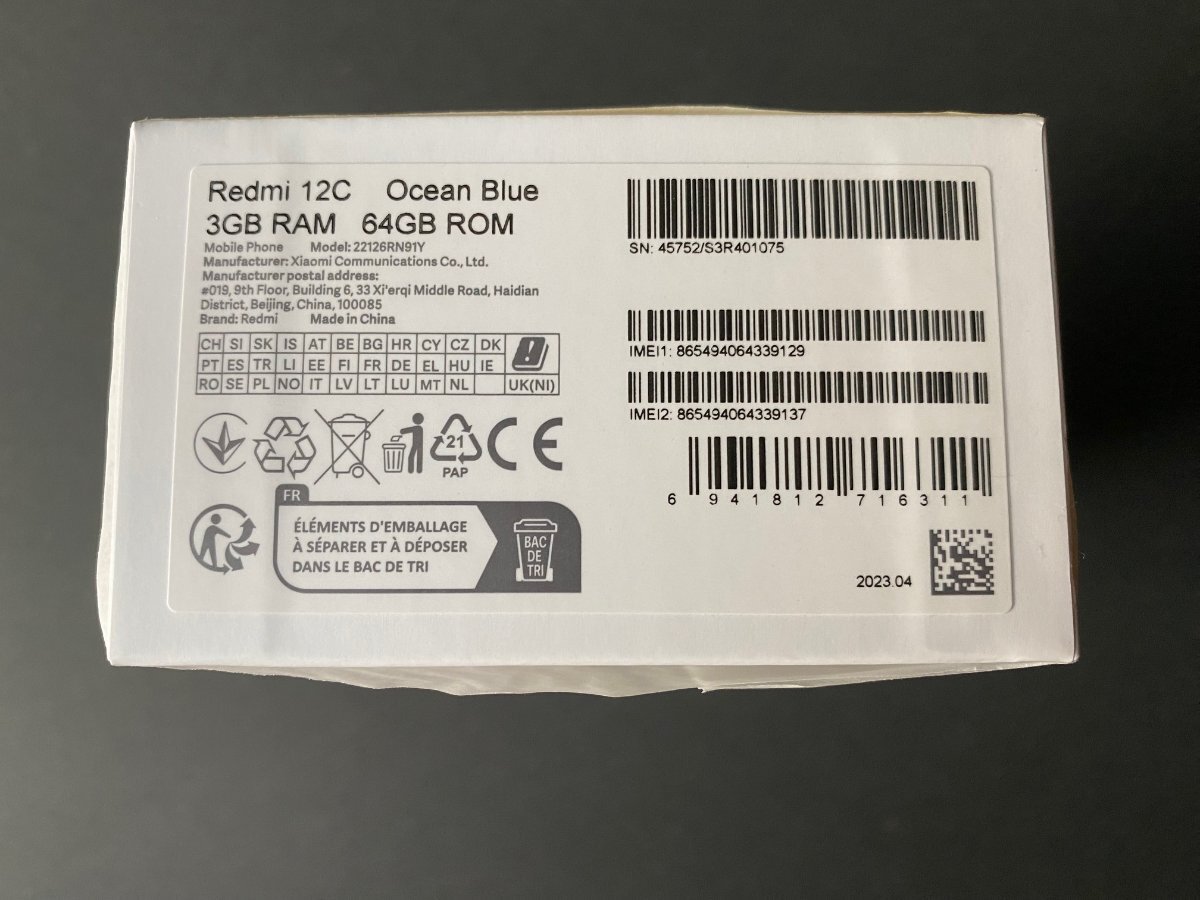 Redmi 12C Ocean Blue
3GB RAM 64GB ROM
Mobile Phone Model: 22126RN91Y
Manufacturer: Xiaomi Communications Co., Ltd.
Manufacturer postal address:
#019, 9th Floor, Building 6, 33 Xi'erqi Middle Road, Haidian
District, Beijing, China, 100085
Brand: Redmi Made in China
CH SI SK IS AT BE BG HR CY CZ DK
PT ES TR LI EE FI FR DE EL HU IE
RO SE PL NO IT LV LT LU MT NL UK(NI)
21
PAP
CE
FR
ÉLÉMENTS D'EMBALLAGE
À SÉPARER ET À DÉPOSER
DANS LE BAC DE TRI
BAC
DE
TRI
SN: 45752/S3R401075
IMEI1: 865494064339129
IMEI2: 865494064339137
6 941812 716311
2023.04